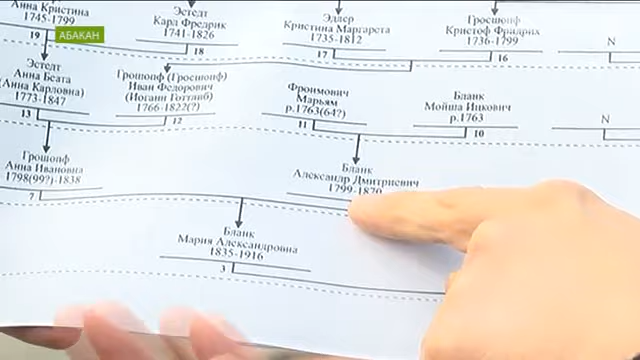 Анна Кристина
1745-1799
19
АБАКАН
Эстедт
Карл Фредрик
1741-1826
18
Эдлер
Кристина Маргарета
1735-1812
17
Гросшопф
Кристоф Фридрих
1736-1799
16
N
Эстедт
Анна Беата
(Анна Карловна)
1773-1847
13
Грошопф (Гросшопф)
Иван Федорович
(Иоганн Готтлиб)
1766-1822(?)
12
Фроимович
Марьям
р.1763(64?)
11
Бланк
Мойша Ицкович
р.1763
10
N
Грошопф
Анна Ивановна
1798(99?)-1838
7
Бланк
Александр Дмитриевич
1799-1870
Бланк
Мария Александровна
1835-1916
3